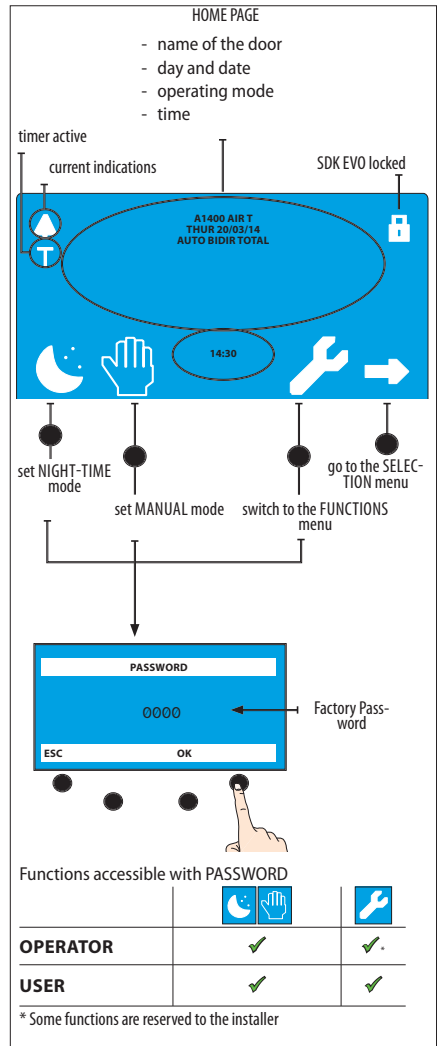 HOME PAGE
- name of the door
- day and date
- operating mode
- time
timer active
current indications
SDK EVO locked
A1400 AIR T
THUR 20/03/14
AUTO BIDIR TOTAL
T
14:30
set NIGHT-TIME
mode
set MANUAL mode
switch to the FUNCTIONS
menu
go to the SELEC-
TION menu
PASSWORD
0000
Factory Pass-
word
ESC OK
Functions accessible with PASSWORD
OPERATOR
USER
* Some functions are reserved to the installer